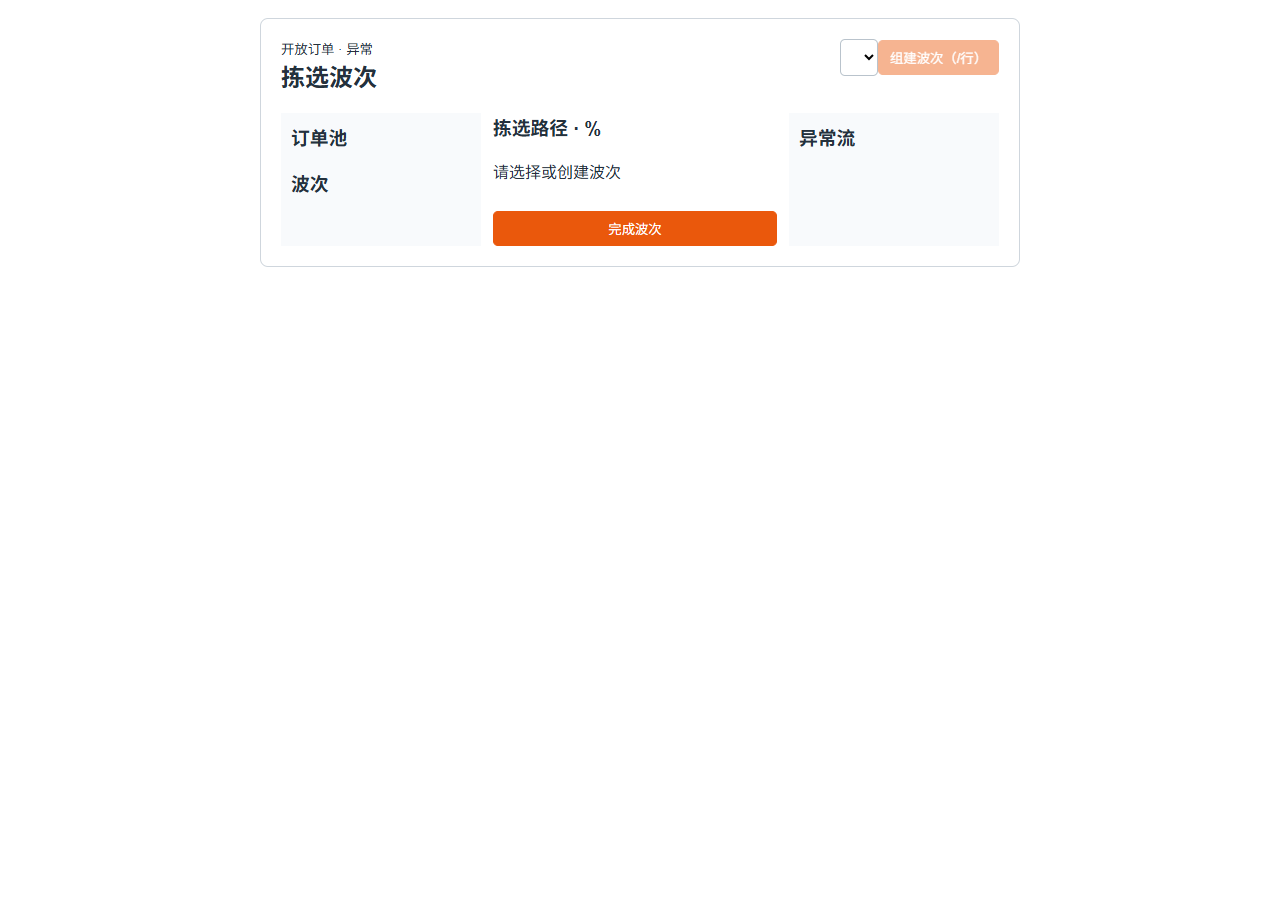 开放订单 · 异常
拣选波次
组建波次（/行）
订单池
波次
拣选路径 · %
请选择或创建波次
完成波次
异常流